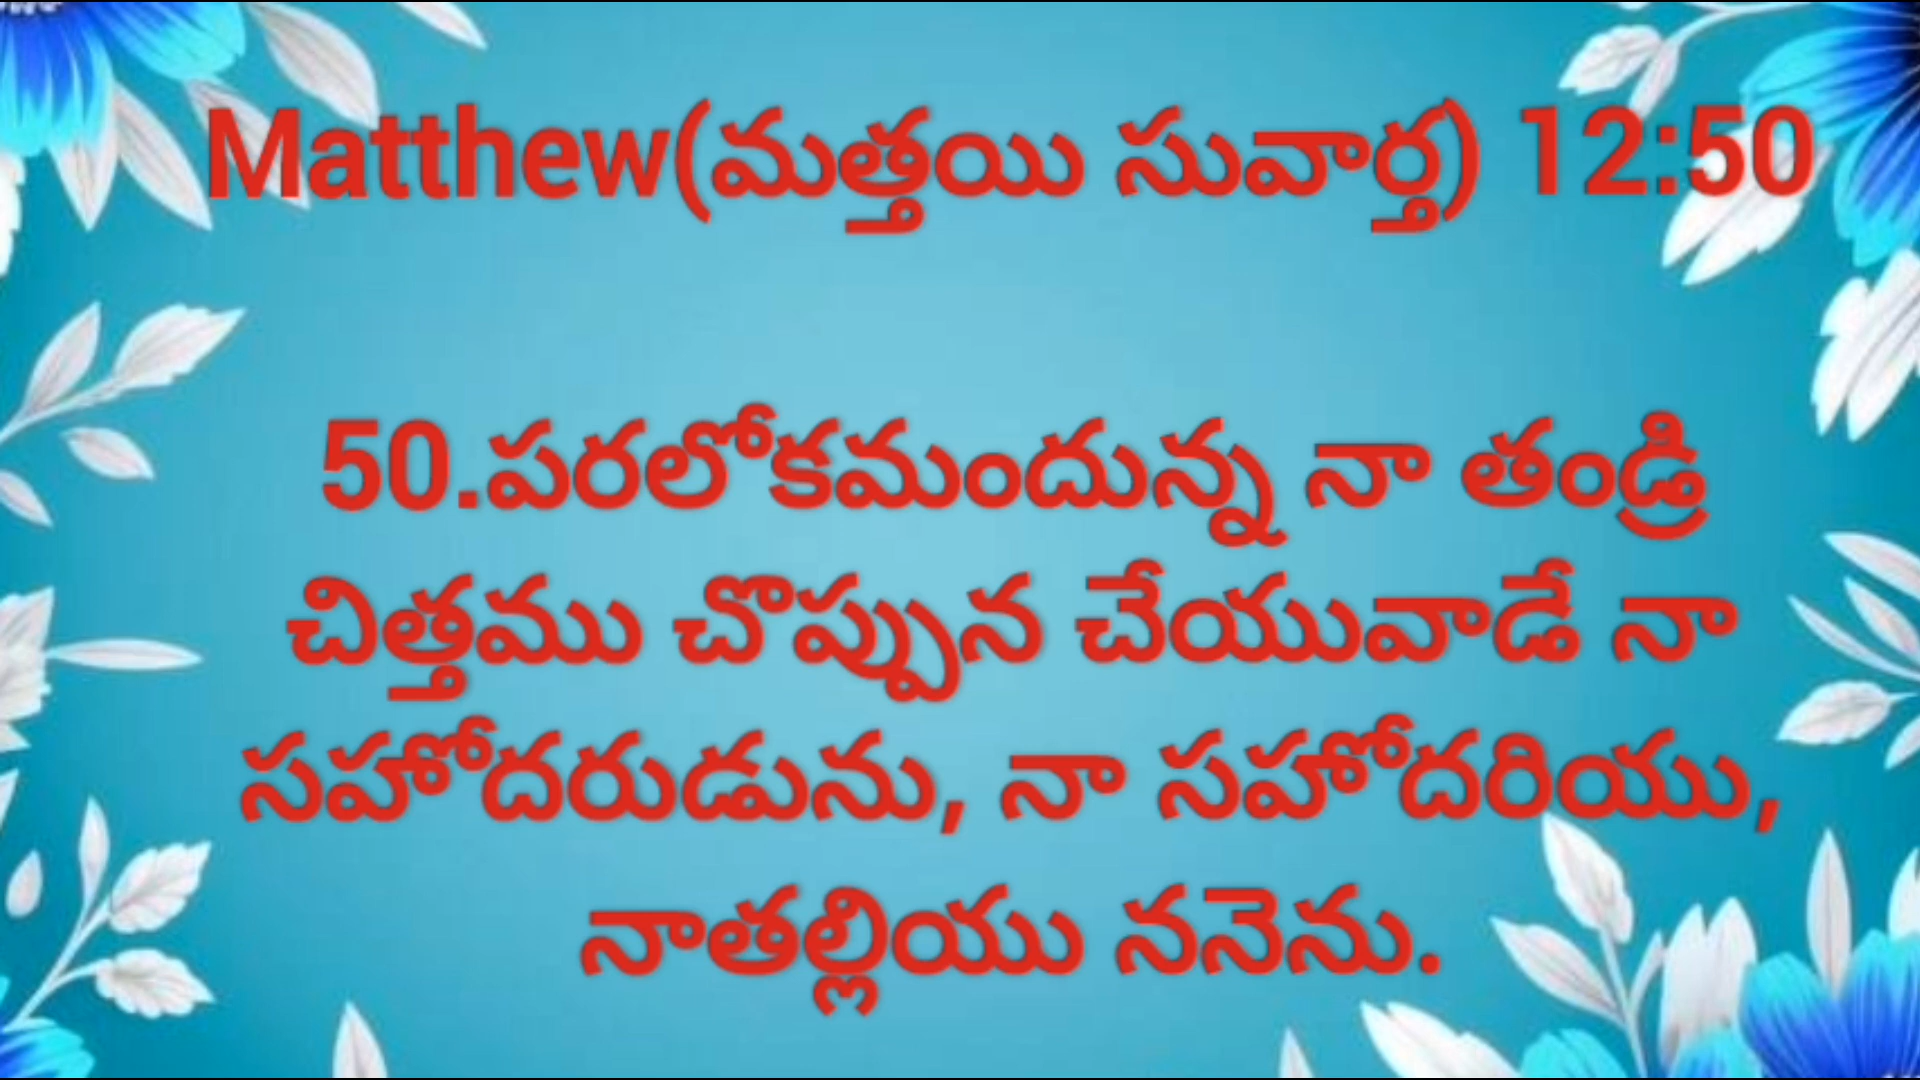 Matthew(మత్తయి సువార్త) 12:50
50.పరలోకమందున్న నా తండ్రి
చిత్తము చొప్పున చేయువాడే నా
సహోదరుడును, నా సహోదరియు,
నాతల్లియు ననెను.